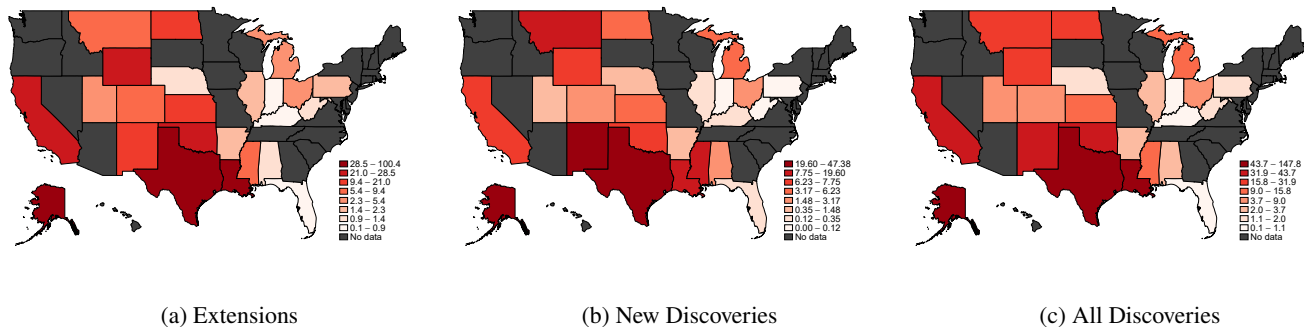 28.5 – 100.4
21.0 – 28.5
9.4 – 21.0
5.4 – 9.4
2.3 – 5.4
1.4 – 2.3
0.9 – 1.4
0.1 – 0.9
No data
(a) Extensions
19.60 – 47.38
7.75 – 19.60
6.23 – 7.75
3.17 – 6.23
1.48 – 3.17
0.35 – 1.48
0.12 – 0.35
0.00 – 0.12
No data
(b) New Discoveries
43.7 – 147.8
31.9 – 43.7
15.8 – 31.9
9.0 – 15.8
3.7 – 9.0
2.0 – 3.7
1.1 – 2.0
0.1 – 1.1
No data
(c) All Discoveries